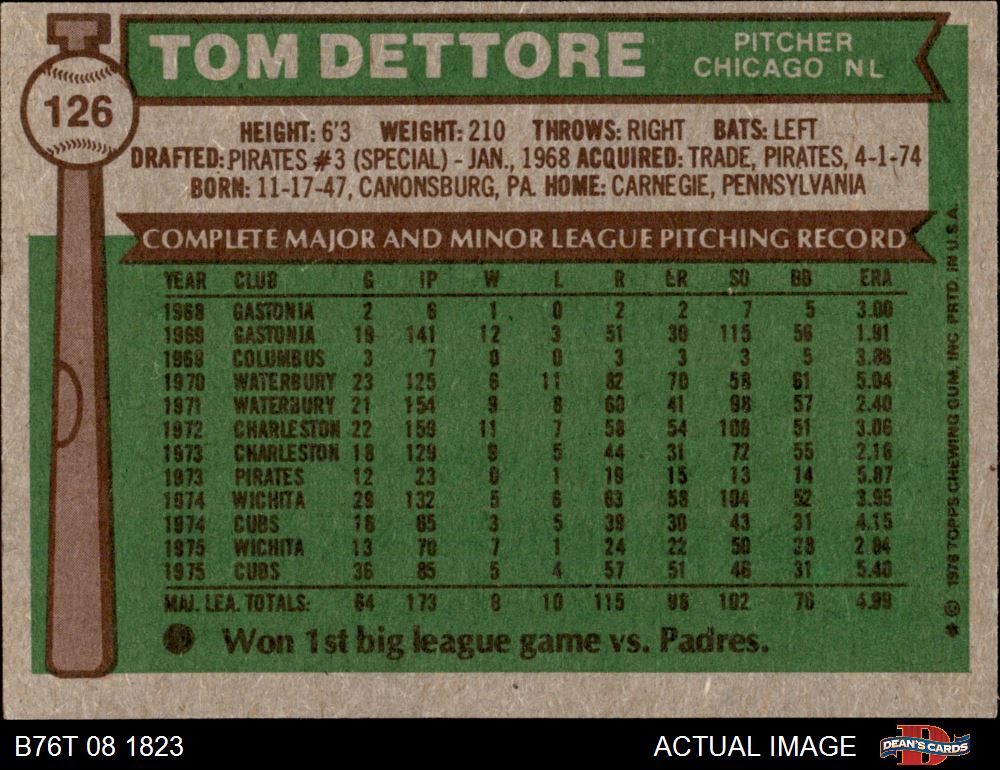 126
TOM DETTORE
PITCHER
CHICAGO NL
HEIGHT: 6'3 WEIGHT: 210 THROWS: RIGHT BATS: LEFT
DRAFTED: PIRATES #3 (SPECIAL) - JAN., 1968 ACQUIRED: TRADE, PIRATES, 4-1-74
BORN: 11-17-47, CANONSBURG, PA. HOME: CARNEGIE, PENNSYLVANIA
COMPLETE MAJOR AND MINOR LEAGUE PITCHING RECORD
YEAR CLUB G IP W L R ER SO BB ERA
1968 GASTONIA 2 6 1 0 2 2 7 5 3.00
1969 GASTONIA 19 141 12 3 51 30 115 56 1.91
1969 COLUMBUS 3 7 0 0 3 3 3 5 3.86
1970 WATERBURY 23 125 6 11 82 70 58 61 5.04
1971 WATERBURY 21 154 9 8 60 41 98 57 2.40
1972 CHARLESTON 22 159 11 7 58 54 108 51 3.06
1973 CHARLESTON 18 129 9 5 44 31 72 55 2.16
1973 PIRATES 12 23 0 1 19 15 13 14 5.87
1974 WICHITA 29 132 5 6 63 58 104 52 3.95
1974 CUBS 16 65 3 5 39 30 43 31 4.15
1975 WICHITA 13 70 7 1 24 22 50 28 2.84
1975 CUBS 36 85 5 4 57 51 46 31 5.40
MAJ. LEA. TOTALS: 64 173 8 10 115 96 102 76 4.99
Won 1st big league game vs. Padres.
* © 1976 TOPPS CHEWING GUM, INC. PRTD. IN U.S.A.
B76T 08 1823
ACTUAL IMAGE
D
DEAN'S CARDS